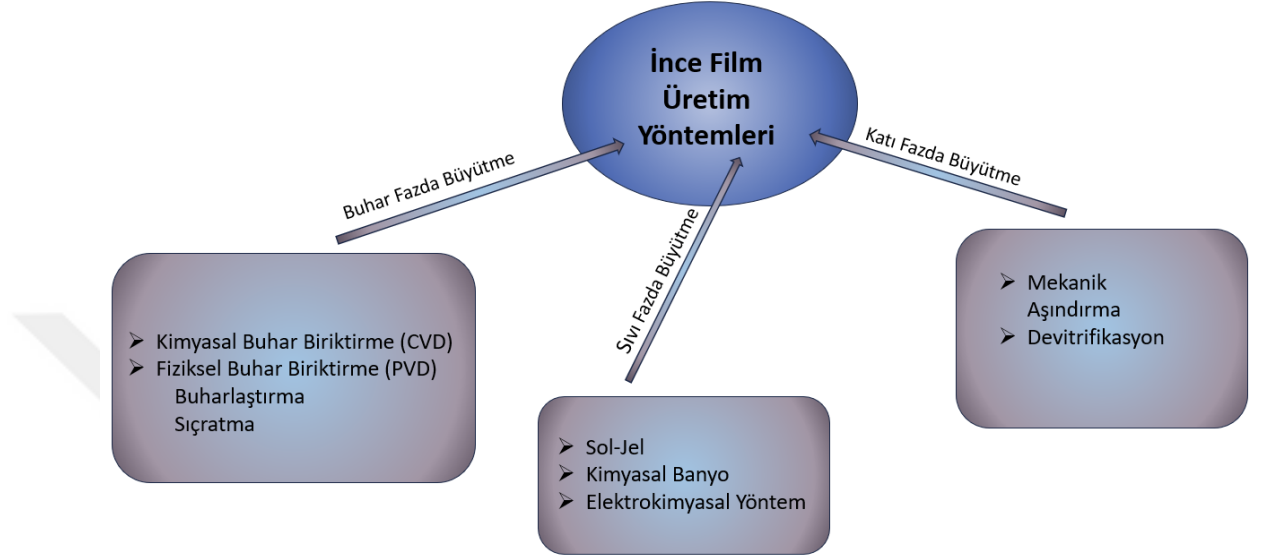 İnce Film
Üretim
Yöntemleri
Buhar Fazda Büyütme
Sıvı Fazda Büyütme
Katı Fazda Büyütme
➢ Kimyasal Buhar Biriktirme (CVD)
➢ Fiziksel Buhar Biriktirme (PVD)
Buharlaştırma
Sıçratma
➢ Sol-Jel
➢ Kimyasal Banyo
➢ Elektrokimyasal Yöntem
➢ Mekanik
Aşındırma
➢ Devitrifikasyon